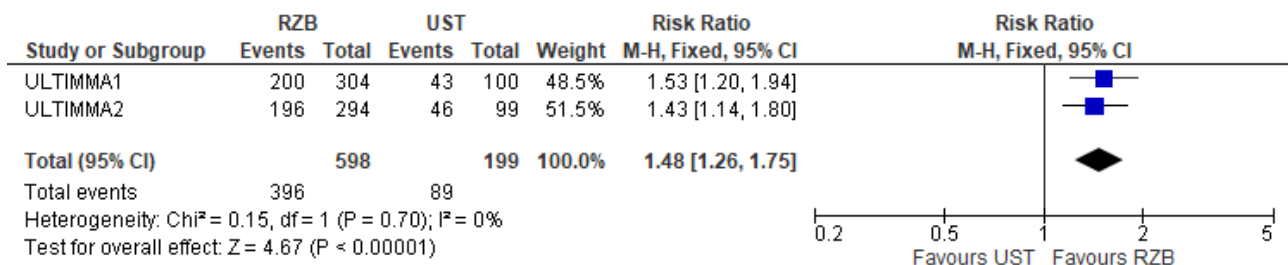 RZB UST Risk Ratio Risk Ratio
Study or Subgroup Events Total Events Total Weight M-H, Fixed, 95% CI M-H, Fixed, 95% CI
ULTIMMA1 200 304 43 100 48.5% 1.53 [1.20, 1.94]
ULTIMMA2 196 294 46 99 51.5% 1.43 [1.14, 1.80]
Total (95% CI) 598 199 100.0% 1.48 [1.26, 1.75]
Total events 396 89
Heterogeneity: Chi² = 0.15, df = 1 (P = 0.70); I² = 0%
Test for overall effect: Z = 4.67 (P < 0.00001)
0.2 0.5 1 2 5
Favours UST Favours RZB